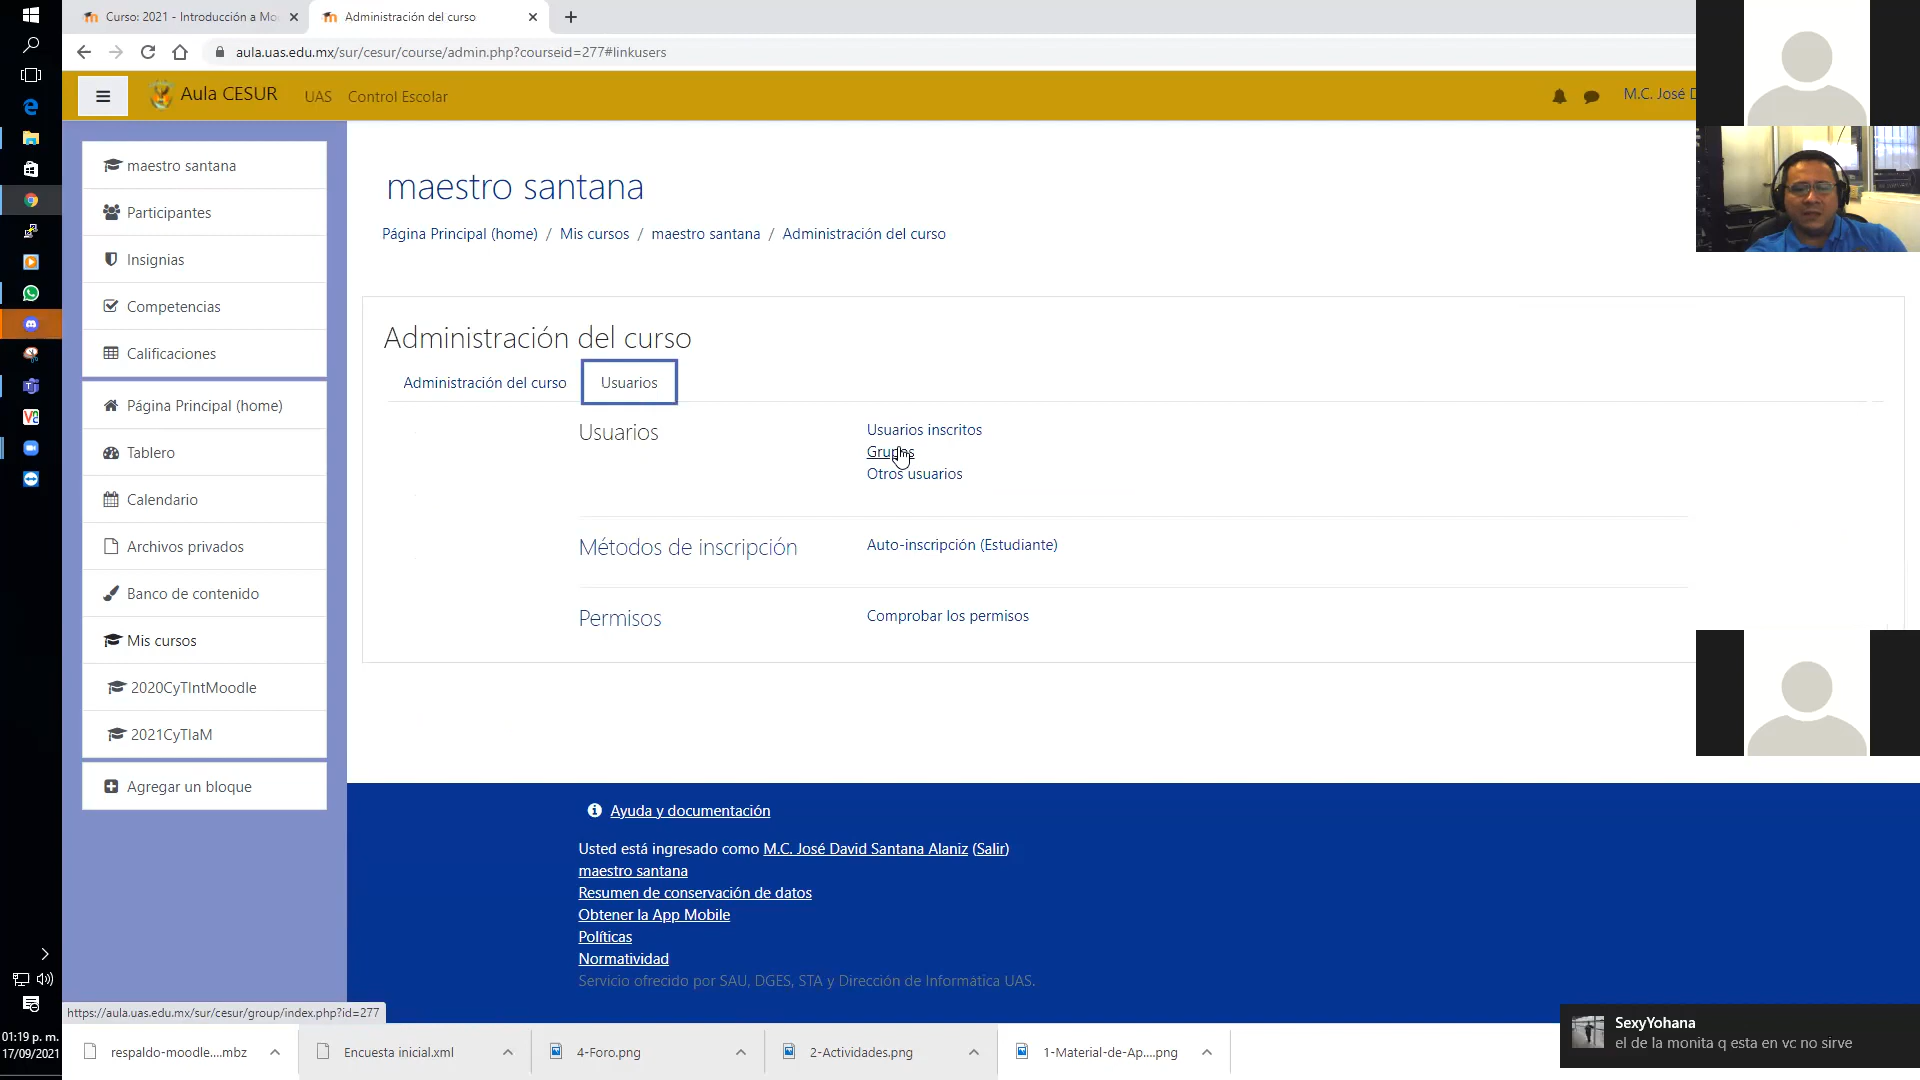 Curso: 2021 - Introducción a Mo
Administración del curso
aula.uas.edu.mx/sur/cesur/course/admin.php?courseid=277#linkusers
Aula CESUR
UAS
Control Escolar
M.C. José D
maestro santana
Participantes
Insignias
Competencias
Calificaciones
Página Principal (home)
Tablero
Calendario
Archivos privados
Banco de contenido
Mis cursos
2020CyTIntMoodle
2021CyTIaM
Agregar un bloque
maestro santana
Página Principal (home) / Mis cursos / maestro santana / Administración del curso
Administración del curso
Administración del curso
Usuarios
Usuarios
Usuarios inscritos
Grupos
Otros usuarios
Métodos de inscripción
Auto-inscripción (Estudiante)
Permisos
Comprobar los permisos
Ayuda y documentación
Usted está ingresado como M.C. José David Santana Alaniz (Salir)
maestro santana
Resumen de conservación de datos
Obtener la App Mobile
Políticas
Normatividad
Servicio ofrecido por SAU, DGES, STA y Dirección de Informática UAS.
https://aula.uas.edu.mx/sur/cesur/group/index.php?id=277
01:19 p. m.
17/09/2021
respaldo-moodle....mbz
Encuesta inicial.xml
4-Foro.png
2-Actividades.png
1-Material-de-Ap....png
SexyYohana
el de la monita q esta en vc no sirve